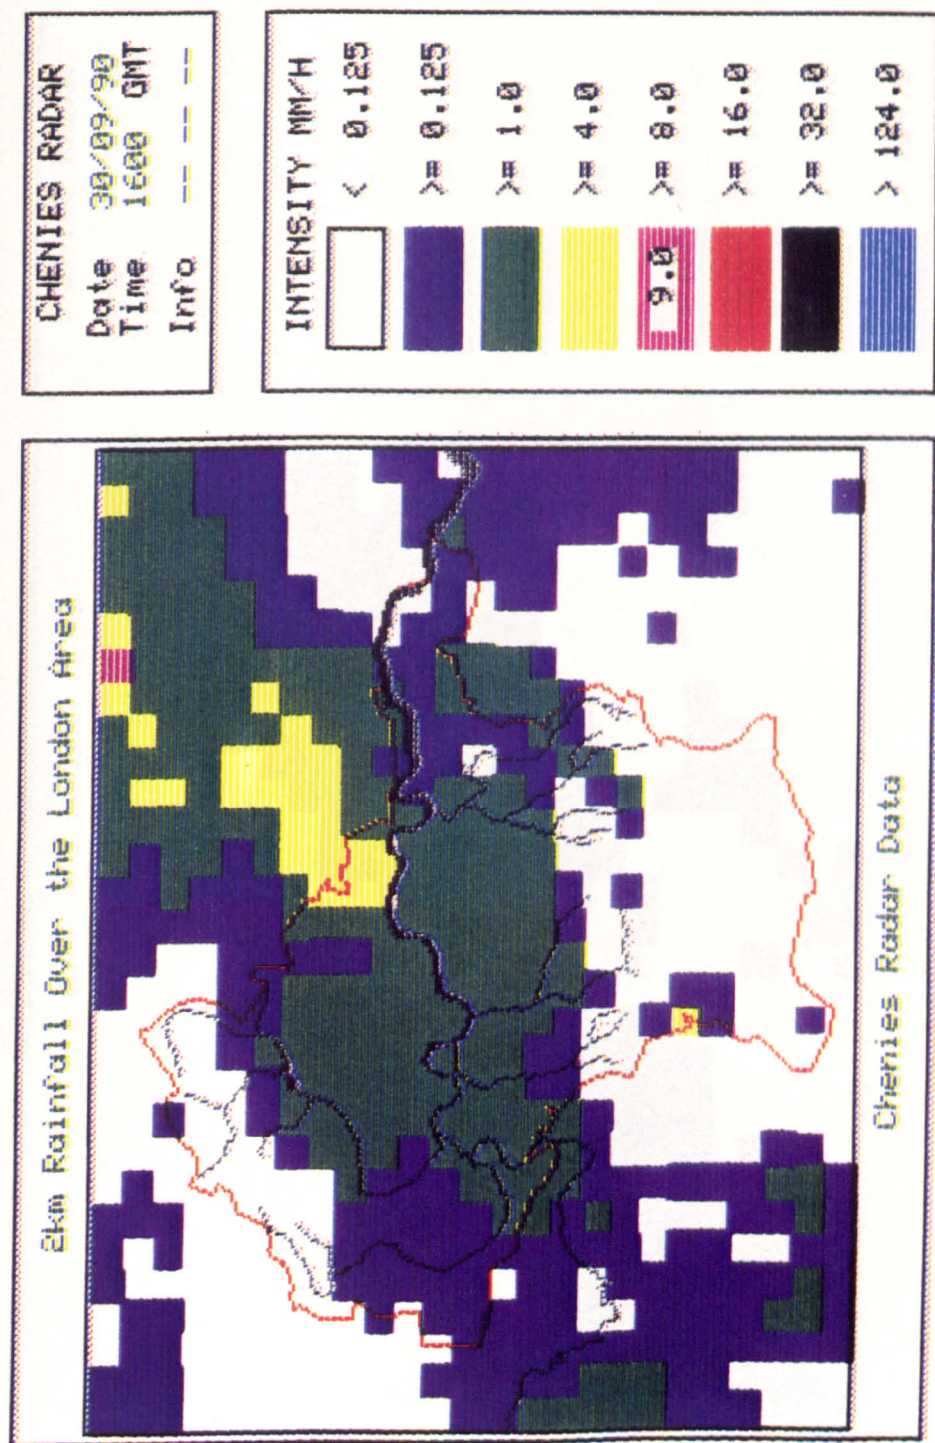 2km Rainfall Over the London Area
Chenies Radar Data
CHENIES RADAR
Date 30/09/90
Time 1600 GMT
Info -- -- --
INTENSITY MM/H
< 0.125
>= 0.125
>= 1.0
>= 4.0
9.0 >= 8.0
>= 16.0
>= 32.0
> 124.0